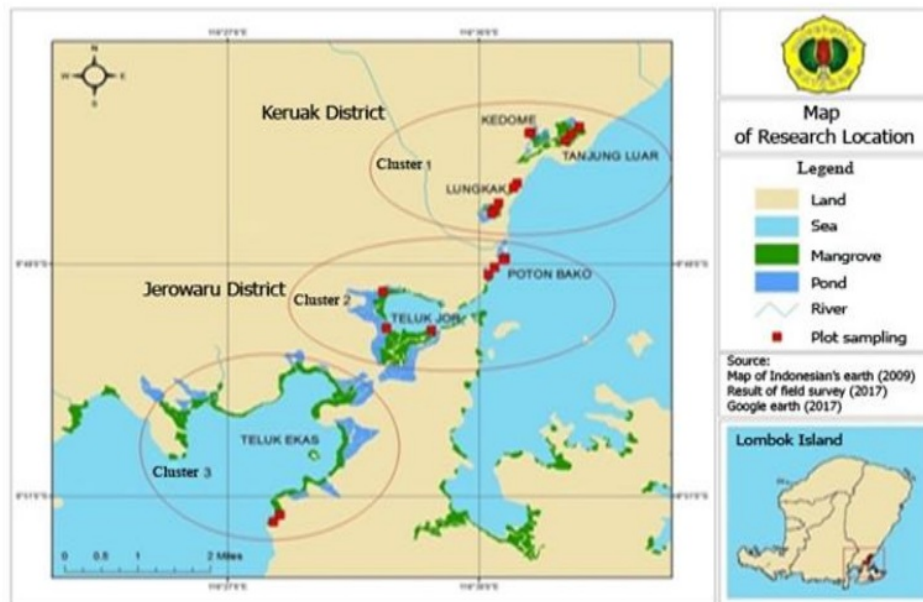 Keruak District
KEDOME
Cluster 1
TANJUNG LUAR
LUNGKAK
POTON BAKO
Jerowaru District
Cluster 2
TELUK JOR
TELUK EKAS
Cluster 3
0 0.5 1 2 Miles
N
W E
S
Map
of Research Location
Legend
Land
Sea
Mangrove
Pond
River
Plot sampling
Source:
Map of Indonesian's earth (2009)
Result of field survey (2017)
Google earth (2017)
Lombok Island